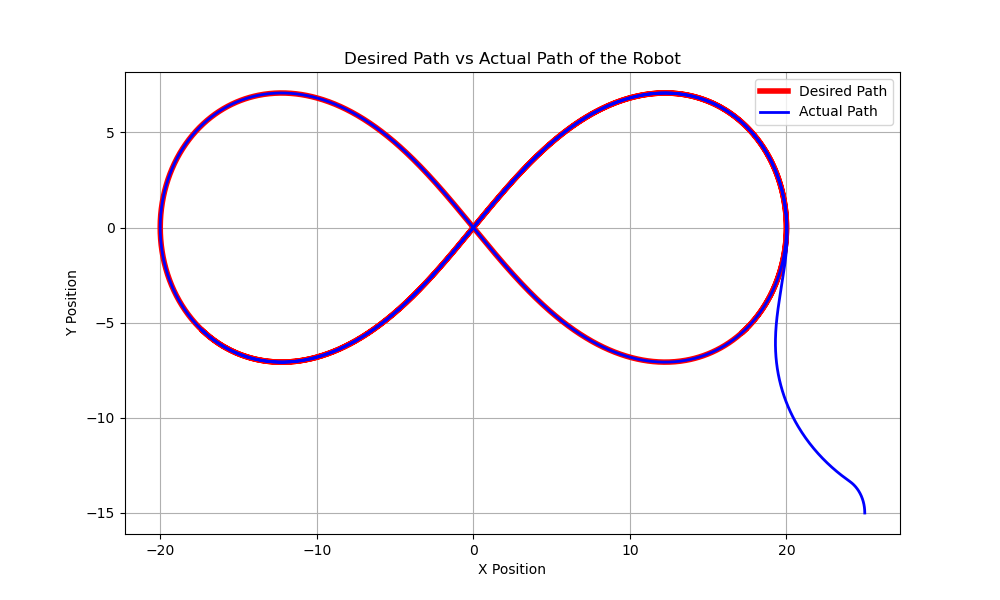 Desired Path vs Actual Path of the Robot
Desired Path
Actual Path
Y Position
5
0
−5
−10
−15
−20
−10
0
10
20
X Position